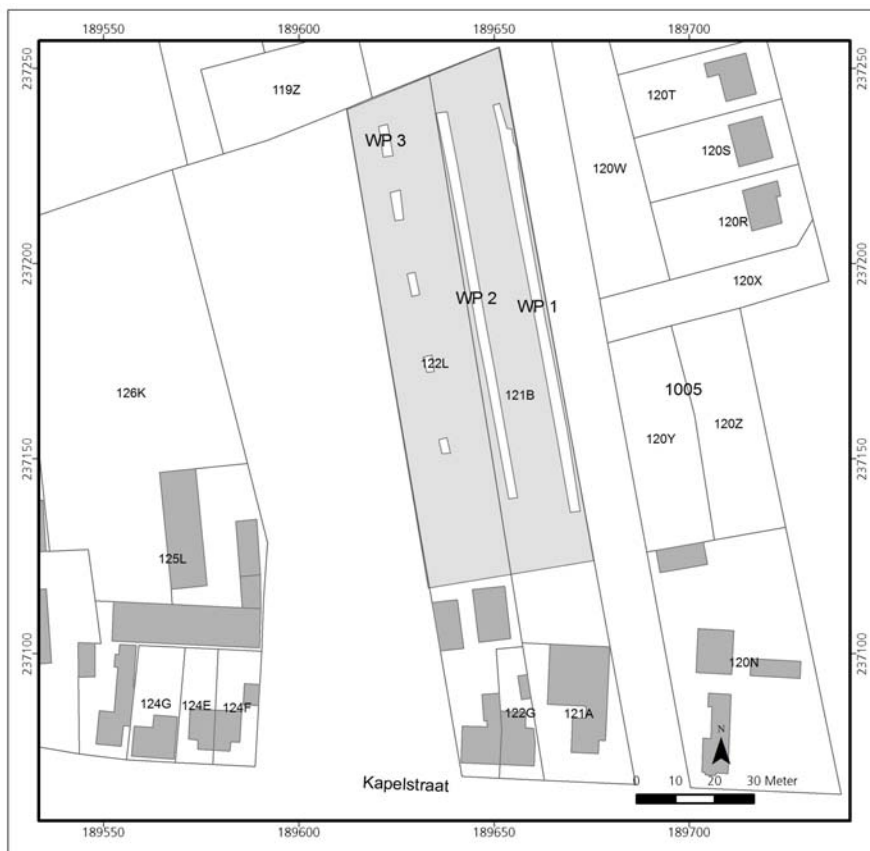 189550 189600 189650 189700
237250 237250
119Z
120T
WP 3
120S
120W
120R
237200 237200
120X
WP 2
WP 1
122L
1005
126K
121B
120Y 120Z
237150 237150
125L
237100 237100
120N
124G 124E 124F
122G 121A
N
Kapelstraat
0 10 20 30 Meter
189550 189600 189650 189700